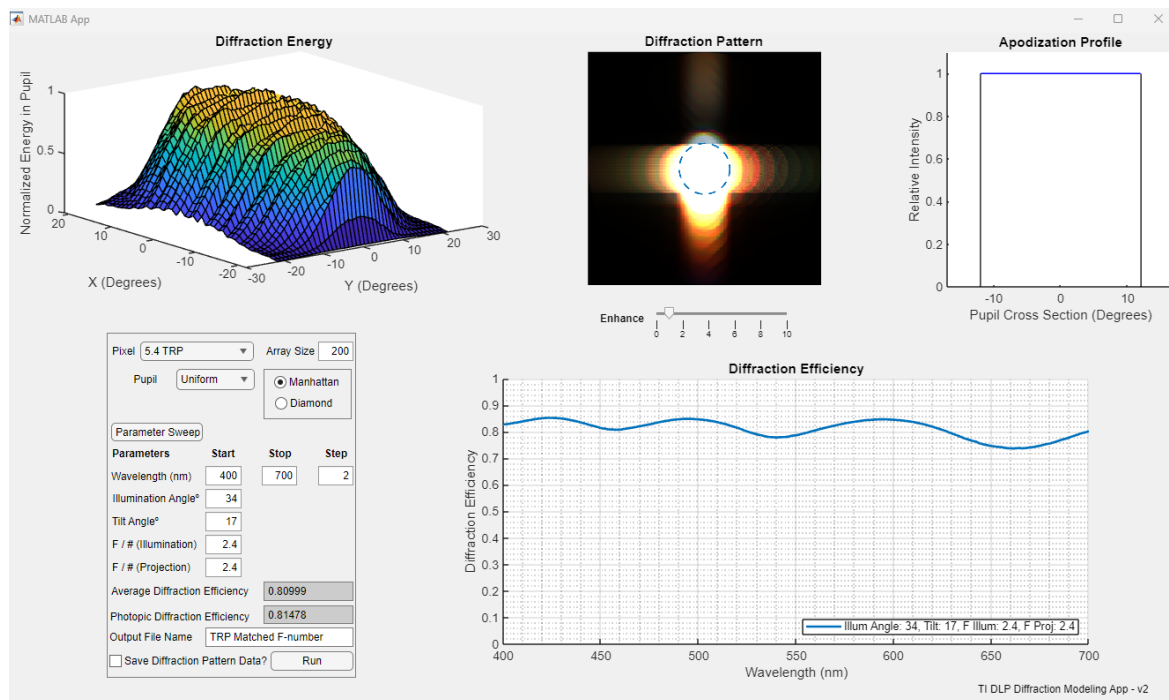 MATLAB App
Diffraction Energy
Normalized Energy in Pupil
1
0.5
0
20
10
0
-10
-20
X (Degrees)
-30
-20
-10
0
10
20
30
Y (Degrees)
Diffraction Pattern
Enhance
0 2 4 6 8 10
Apodization Profile
Relative Intensity
1
0.8
0.6
0.4
0.2
0
-10 0 10
Pupil Cross Section (Degrees)
Pixel 5.4 TRP Array Size 200
Pupil Uniform
Manhattan
Diamond
Parameter Sweep
Parameters Start Stop Step
Wavelength (nm) 400 700 2
Illumination Angleº 34
Tilt Angleº 17
F / # (Illumination) 2.4
F / # (Projection) 2.4
Average Diffraction Efficiency 0.80999
Photopic Diffraction Efficiency 0.81478
Output File Name TRP Matched F-number
Save Diffraction Pattern Data? Run
Diffraction Efficiency
Diffraction Efficiency
1
0.9
0.8
0.7
0.6
0.5
0.4
0.3
0.2
0.1
0
400 450 500 550 600 650 700
Wavelength (nm)
Illum Angle: 34, Tilt: 17, F Illum: 2.4, F Proj: 2.4
TI DLP Diffraction Modeling App - v2